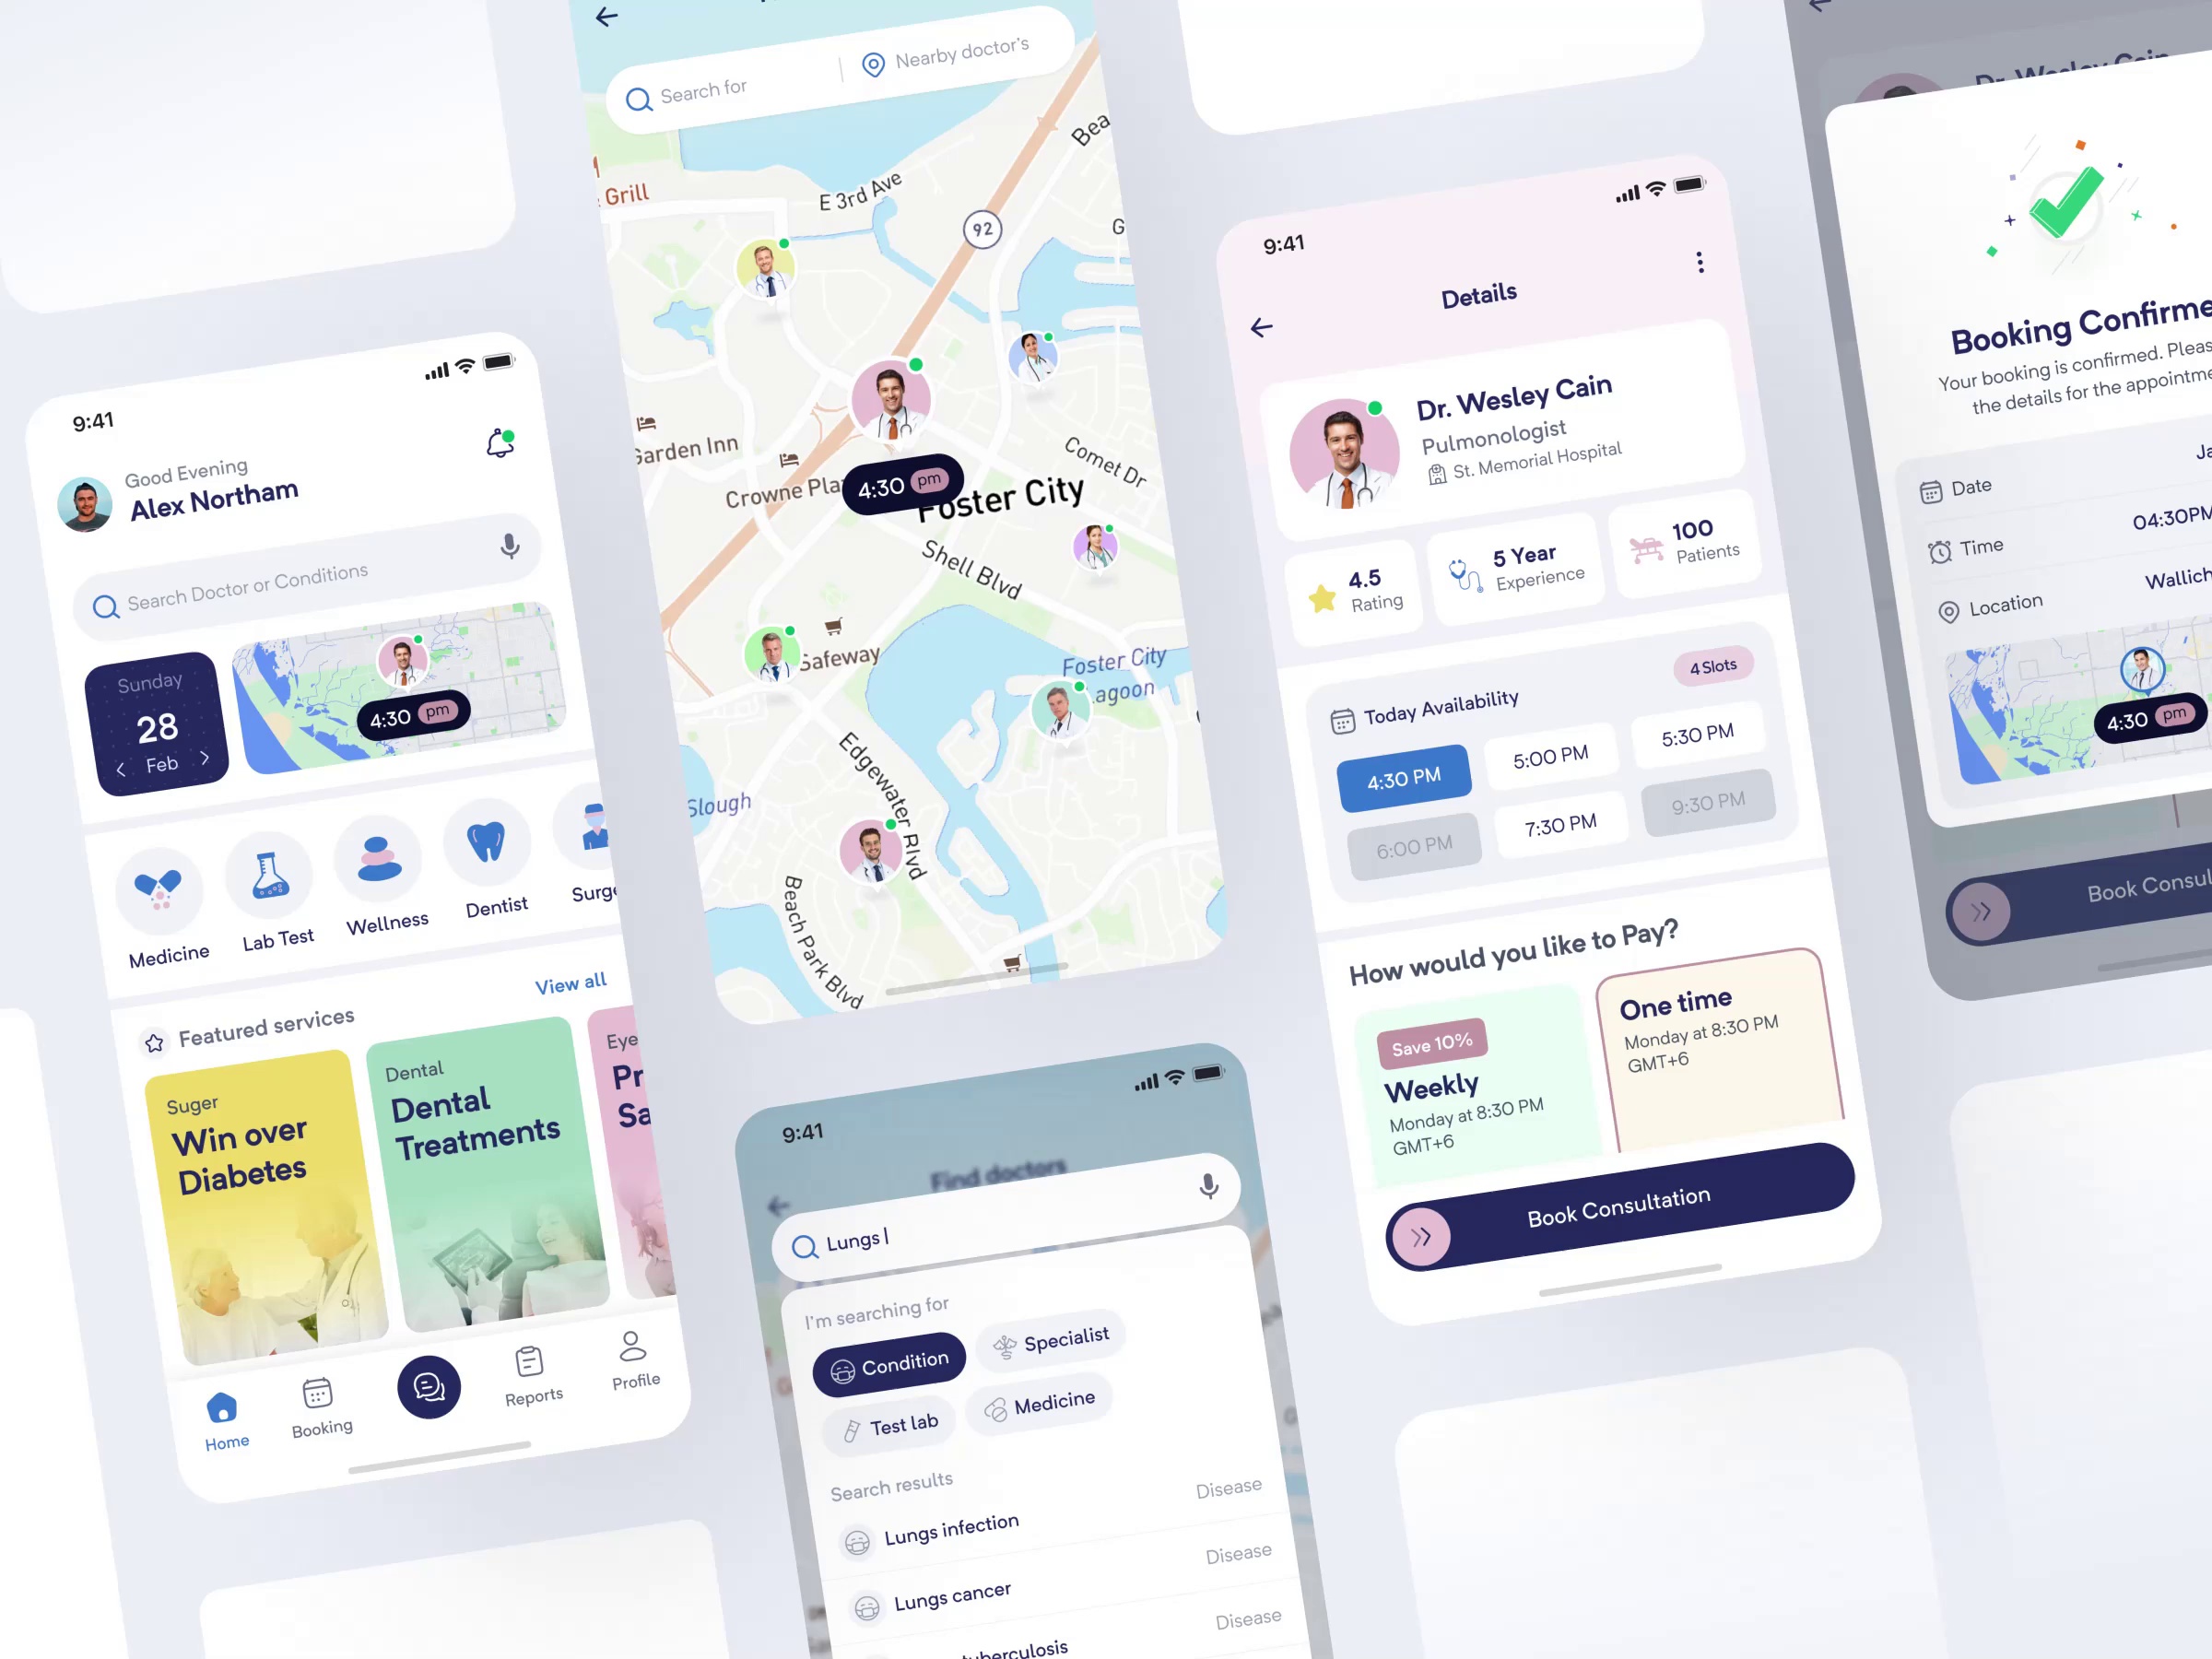 9:41
Good Evening
Alex Northam
Search Doctor or Conditions
Sunday
28
Feb
4:30 pm
Medicine
Lab Test
Wellness
Dentist
Surge
Featured services
View all
Suger
Win over
Diabetes
Dental
Dental
Treatments
Eye
Pr
Sa
Home
Booking
Reports
Profile
Search for
Nearby doctor's
Grill
E 3rd Ave
Bea
92
G
Garden Inn
Crowne Pla
4:30 pm
Foster City
Comet Dr
Shell Blvd
Safeway
Foster City
Lagoon
Edgewater Blvd
Slough
Beach Park Blvd
9:41
Find doctors
Lungs
I'm searching for
Condition
Specialist
Test lab
Medicine
Search results
Lungs infection
Disease
Lungs cancer
Disease
tuberculosis
Disease
9:41
Details
Dr. Wesley Cain
Pulmonologist
St. Memorial Hospital
4.5
Rating
5 Year
Experience
100
Patients
Today Availability
4 Slots
4:30 PM
5:00 PM
5:30 PM
6:00 PM
7:30 PM
9:30 PM
How would you like to Pay?
Save 10%
Weekly
Monday at 8:30 PM
GMT+6
One time
Monday at 8:30 PM
GMT+6
Book Consultation
Dr. Wesley Cain
Booking Confirme
Your booking is confirmed. Pleas
the details for the appointme
Date
Ja
Time
04:30PM
Location
Wallich
4:30 pm
Book Consul